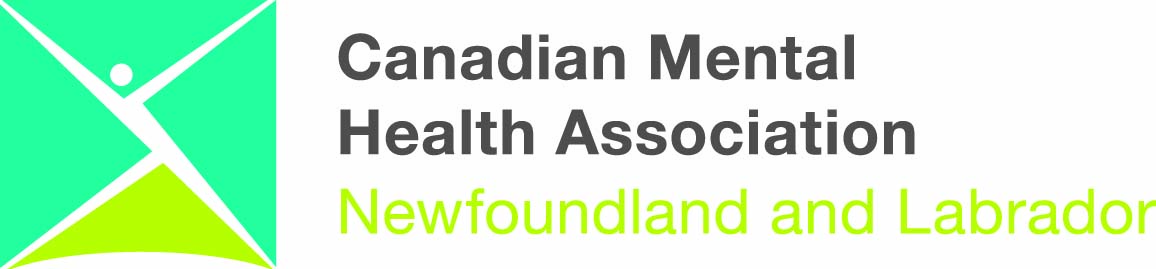 Canadian Mental
Health Association
Newfoundland and Labrador